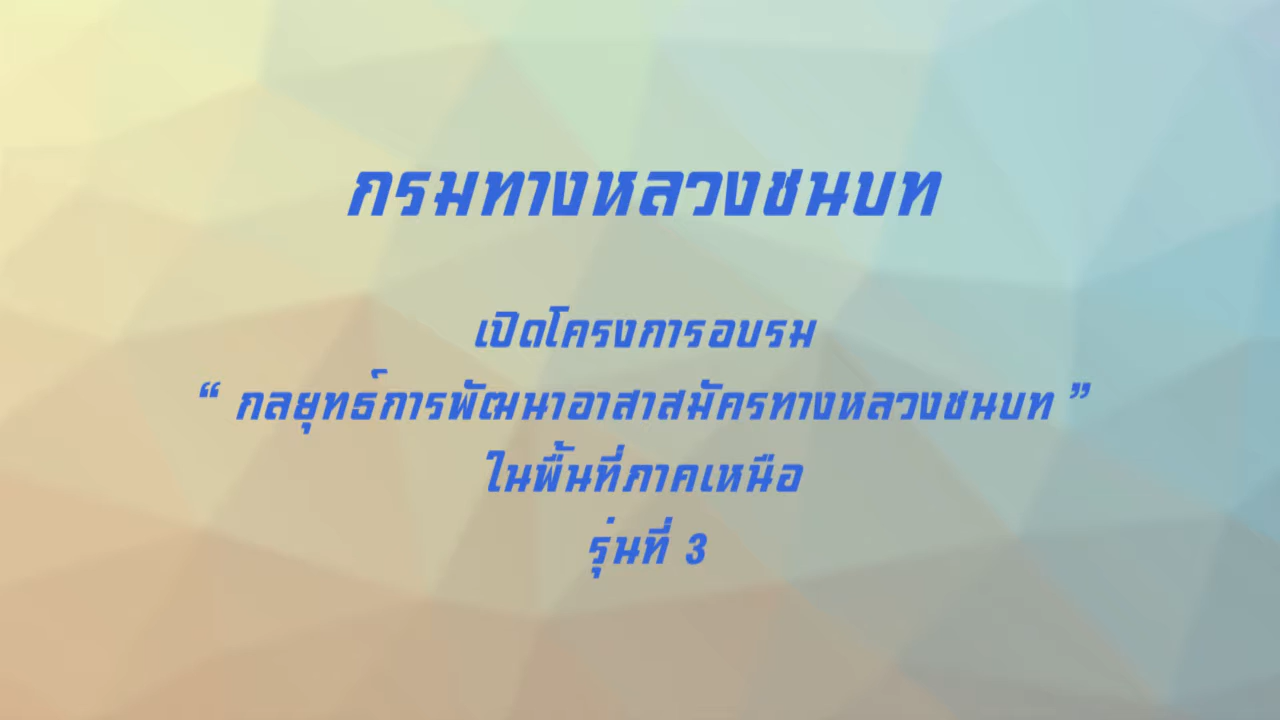 กรมทางหลวงชนบท
เปิดโครงการอบรม
“ กลยุทธ์การพัฒนาอาสาสมัครทางหลวงชนบท ”
ในพื้นที่ภาคเหนือ
รุ่นที่ 3